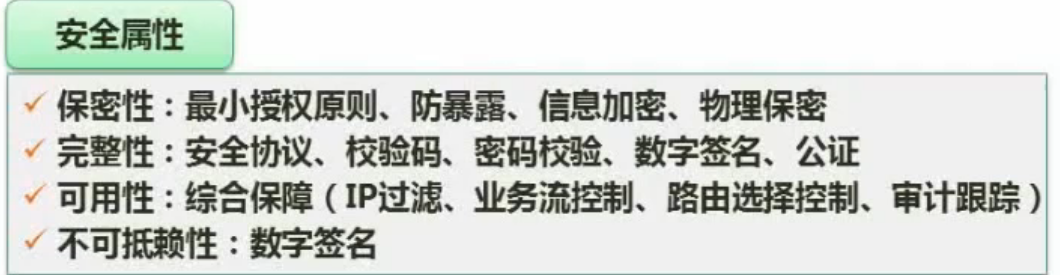 安全属性
✓ 保密性：最小授权原则、防暴露、信息加密、物理保密
✓ 完整性：安全协议、校验码、密码校验、数字签名、公证
✓ 可用性：综合保障（IP过滤、业务流控制、路由选择控制、审计跟踪）
✓ 不可抵赖性：数字签名